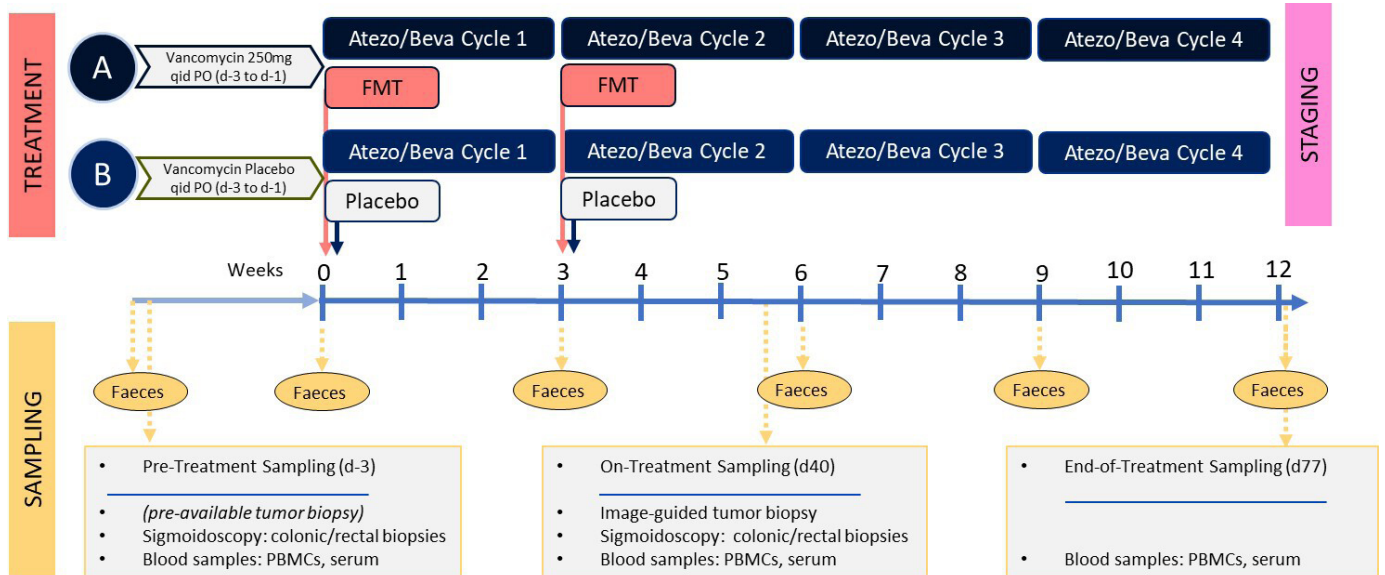 TREATMENT
A
Vancomycin 250mg
qid PO (d-3 to d-1)
Atezo/Beva Cycle 1
Atezo/Beva Cycle 2
Atezo/Beva Cycle 3
Atezo/Beva Cycle 4
FMT
FMT
B
Vancomycin Placebo
qid PO (d-3 to d-1)
Atezo/Beva Cycle 1
Atezo/Beva Cycle 2
Atezo/Beva Cycle 3
Atezo/Beva Cycle 4
Placebo
Placebo
STAGING
Weeks
0 1 2 3 4 5 6 7 8 9 10 11 12
SAMPLING
Faeces
Faeces
Faeces
Faeces
Faeces
Faeces
• Pre-Treatment Sampling (d-3)
• (pre-available tumor biopsy)
• Sigmoidoscopy: colonic/rectal biopsies
• Blood samples: PBMCs, serum
• On-Treatment Sampling (d40)
• Image-guided tumor biopsy
• Sigmoidoscopy: colonic/rectal biopsies
• Blood samples: PBMCs, serum
• End-of-Treatment Sampling (d77)
• Blood samples: PBMCs, serum